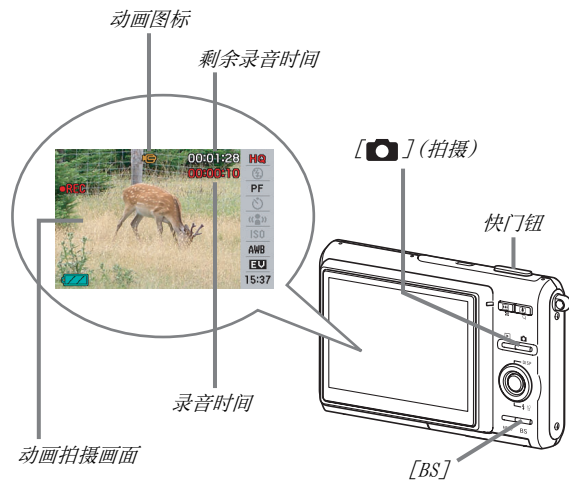 动画图标
剩余录音时间
[📷](拍摄)
00:01:28 HQ
00:00:10
●REC
PF
ISO
AWB
EV
15:37
快门钮
DISP
BS
录音时间
动画拍摄画面
[BS]